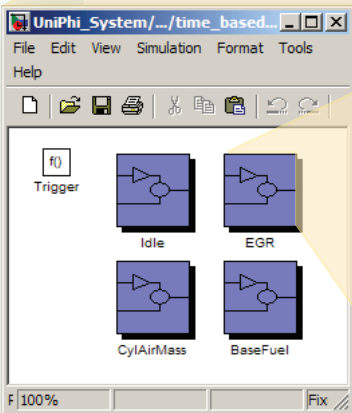 UniPhi_System/.../time_based...
File Edit View Simulation Format Tools
Help
f()
Trigger
Idle EGR
CylAirMass BaseFuel
F 100% Fix